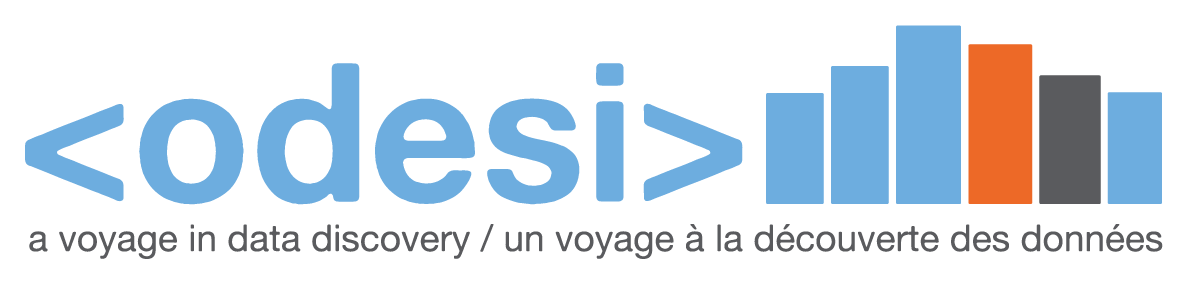 <odesi>
a voyage in data discovery / un voyage à la découverte des données